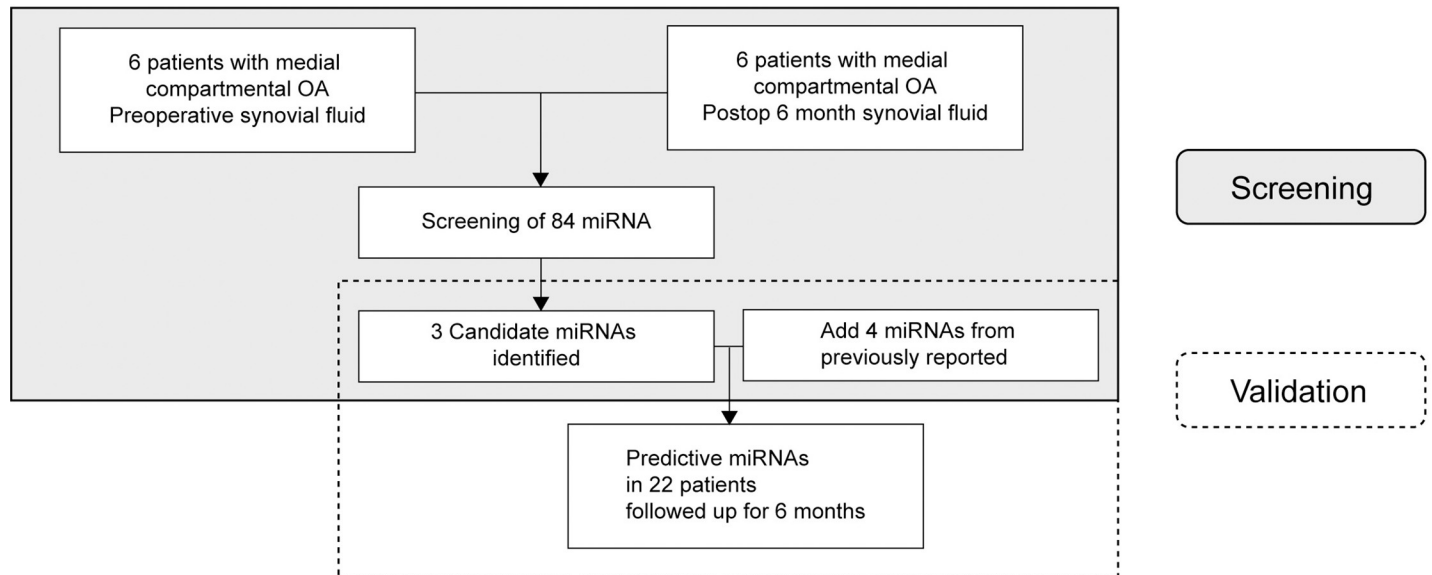 6 patients with medial
compartmental OA
Preoperative synovial fluid
6 patients with medial
compartmental OA
Postop 6 month synovial fluid
Screening of 84 miRNA
3 Candidate miRNAs
identified
Add 4 miRNAs from
previously reported
Predictive miRNAs
in 22 patients
followed up for 6 months
Screening
Validation